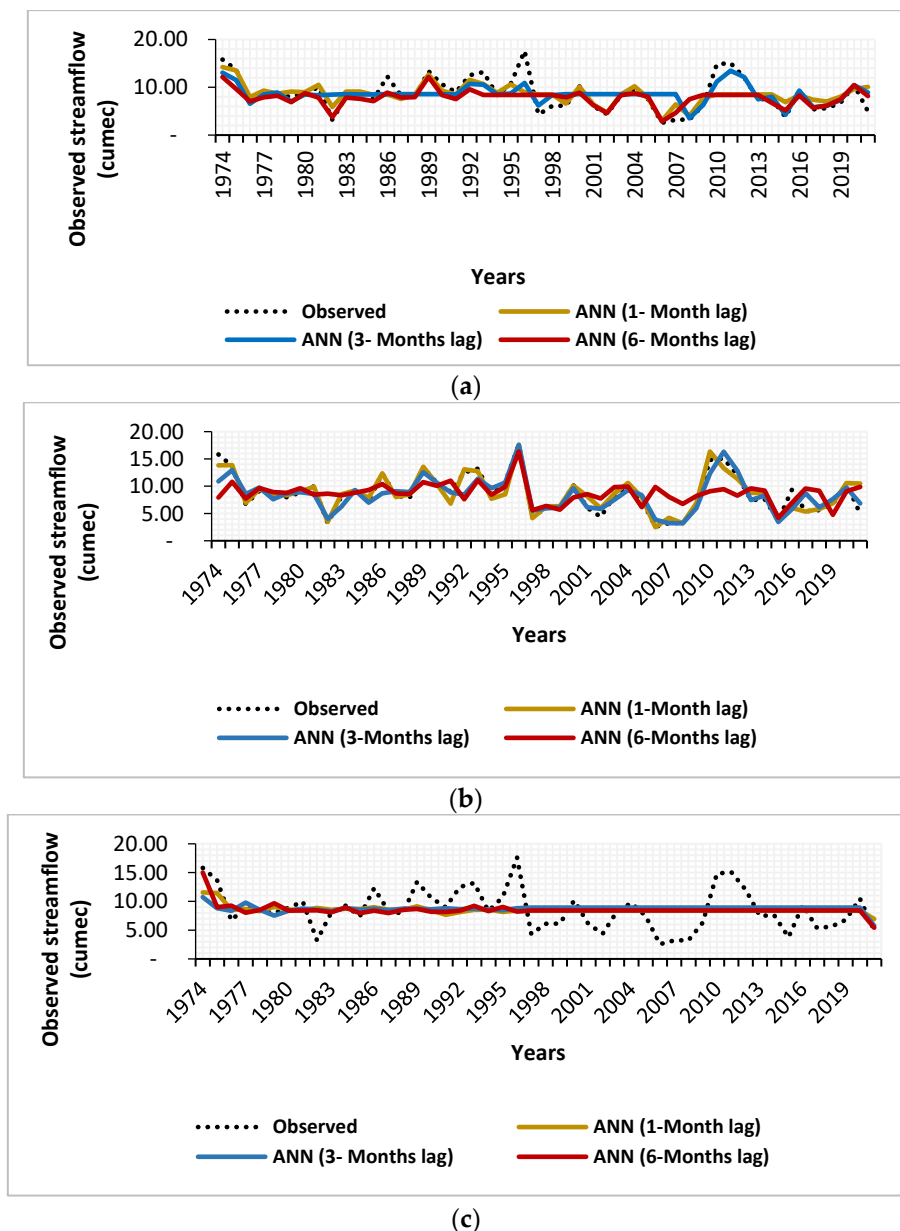 20.00
10.00
-
Observed streamflow
(cumec)
1974 1977 1980 1983 1986 1989 1992 1995 1998 2001 2004 2007 2010 2013 2016 2019
Years
Observed ANN (1- Month lag)
ANN (3- Months lag) ANN (6- Months lag)
(a)
20.00
15.00
10.00
5.00
-
Observed streamflow
(cumec)
1974 1977 1980 1983 1986 1989 1992 1995 1998 2001 2004 2007 2010 2013 2016 2019
Years
Observed ANN (1-Month lag)
ANN (3-Months lag) ANN (6-Months lag)
(b)
20.00
15.00
10.00
5.00
-
Observed streamflow
(cumec)
1974 1977 1980 1983 1986 1989 1992 1995 1998 2001 2004 2007 2010 2013 2016 2019
Years
Observed ANN (1-Month lag)
ANN (3- Months lag) ANN (6-Months lag)
(c)